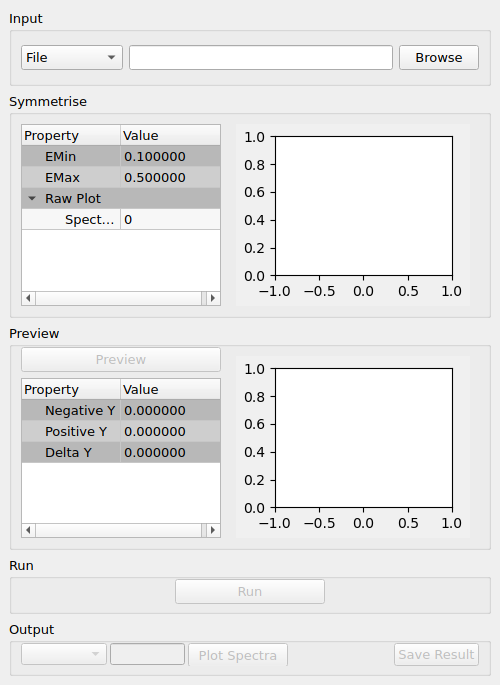 Input
File Browse
Symmetrise
Property Value
EMin 0.100000
EMax 0.500000
Raw Plot
Spect... 0
1.0
0.8
0.6
0.4
0.2
0.0
−1.0 −0.5 0.0 0.5 1.0
Preview
Preview
Property Value
Negative Y 0.000000
Positive Y 0.000000
Delta Y 0.000000
1.0
0.8
0.6
0.4
0.2
0.0
−1.0 −0.5 0.0 0.5 1.0
Run
Run
Output
Plot Spectra Save Result